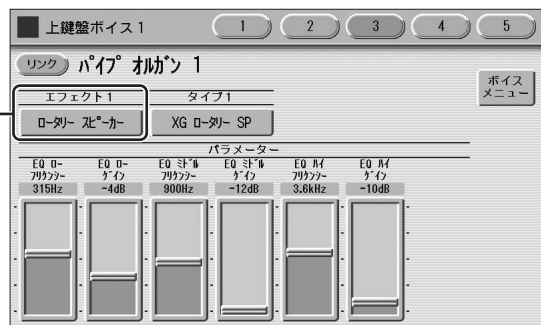 上鍵盤ボイス 1 1 2 3 4 5
リンク パイプ オルガン 1
ボイス
メニュー
エフェクト1 タイプ1
ロータリー スピーカー XG ロータリー SP
パラメーター
EQ ロー EQ ロー EQ ミドル EQ ミドル EQ ハイ EQ ハイ
フリケンシー ゲイン フリケンシー ゲイン フリケンシー ゲイン
315Hz -4dB 900Hz -12dB 3.6kHz -10dB